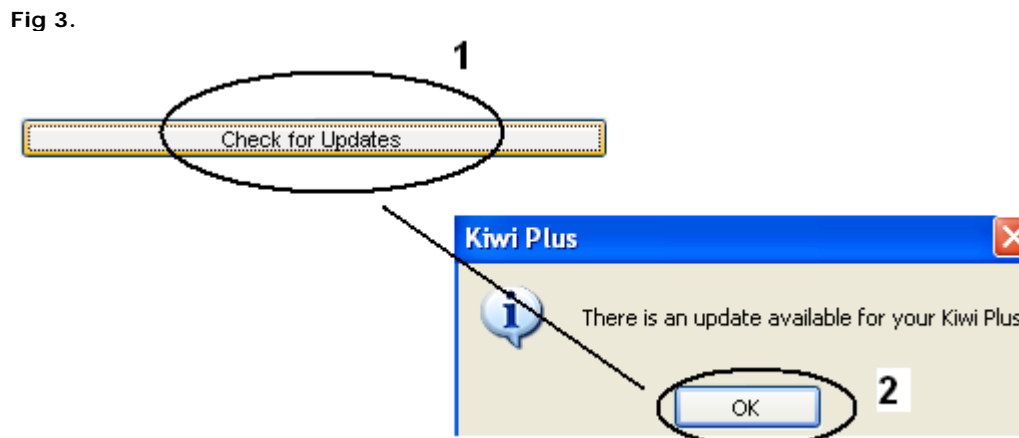 Fig 3.
1
Check for Updates
Kiwi Plus
There is an update available for your Kiwi Plus
OK
2